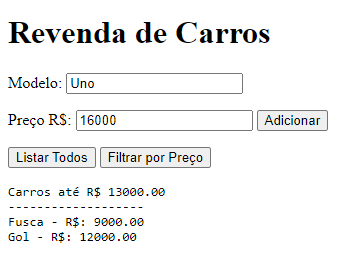 Revenda de Carros
Modelo: Uno
Preço R$: 16000 Adicionar
Listar Todos Filtrar por Preço
Carros até R$ 13000.00
-------------------
Fusca - R$: 9000.00
Gol - R$: 12000.00